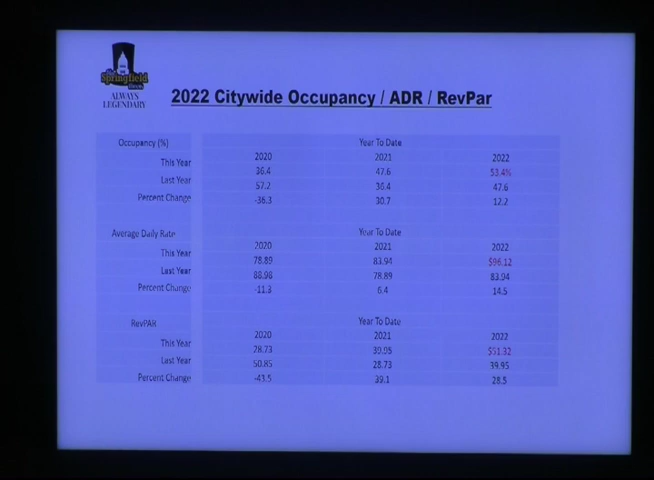 Springfield
ALWAYS
LEGENDARY
2022 Citywide Occupancy / ADR / RevPar
Occupancy (%) Year To Date
2020 2021 2022
This Year 36.4 47.6 53.4%
Last Year 57.2 36.4 47.6
Percent Change -36.3 30.7 12.2
Average Daily Rate Year To Date
2020 2021 2022
This Year 78.89 83.94 $96.12
Last Year 88.98 78.89 83.94
Percent Change -11.3 6.4 14.5
RevPAR Year To Date
2020 2021 2022
This Year 28.73 39.95 $51.32
Last Year 50.85 28.73 39.95
Percent Change -43.5 39.1 28.5